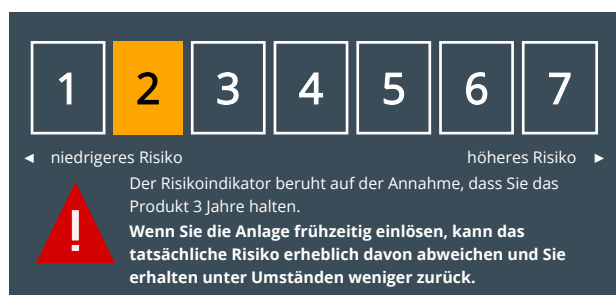 1 2 3 4 5 6 7
◄ niedrigeres Risiko höheres Risiko ►
Der Risikoindikator beruht auf der Annahme, dass Sie das
Produkt 3 Jahre halten.
Wenn Sie die Anlage frühzeitig einlösen, kann das
tatsächliche Risiko erheblich davon abweichen und Sie
erhalten unter Umständen weniger zurück.
!